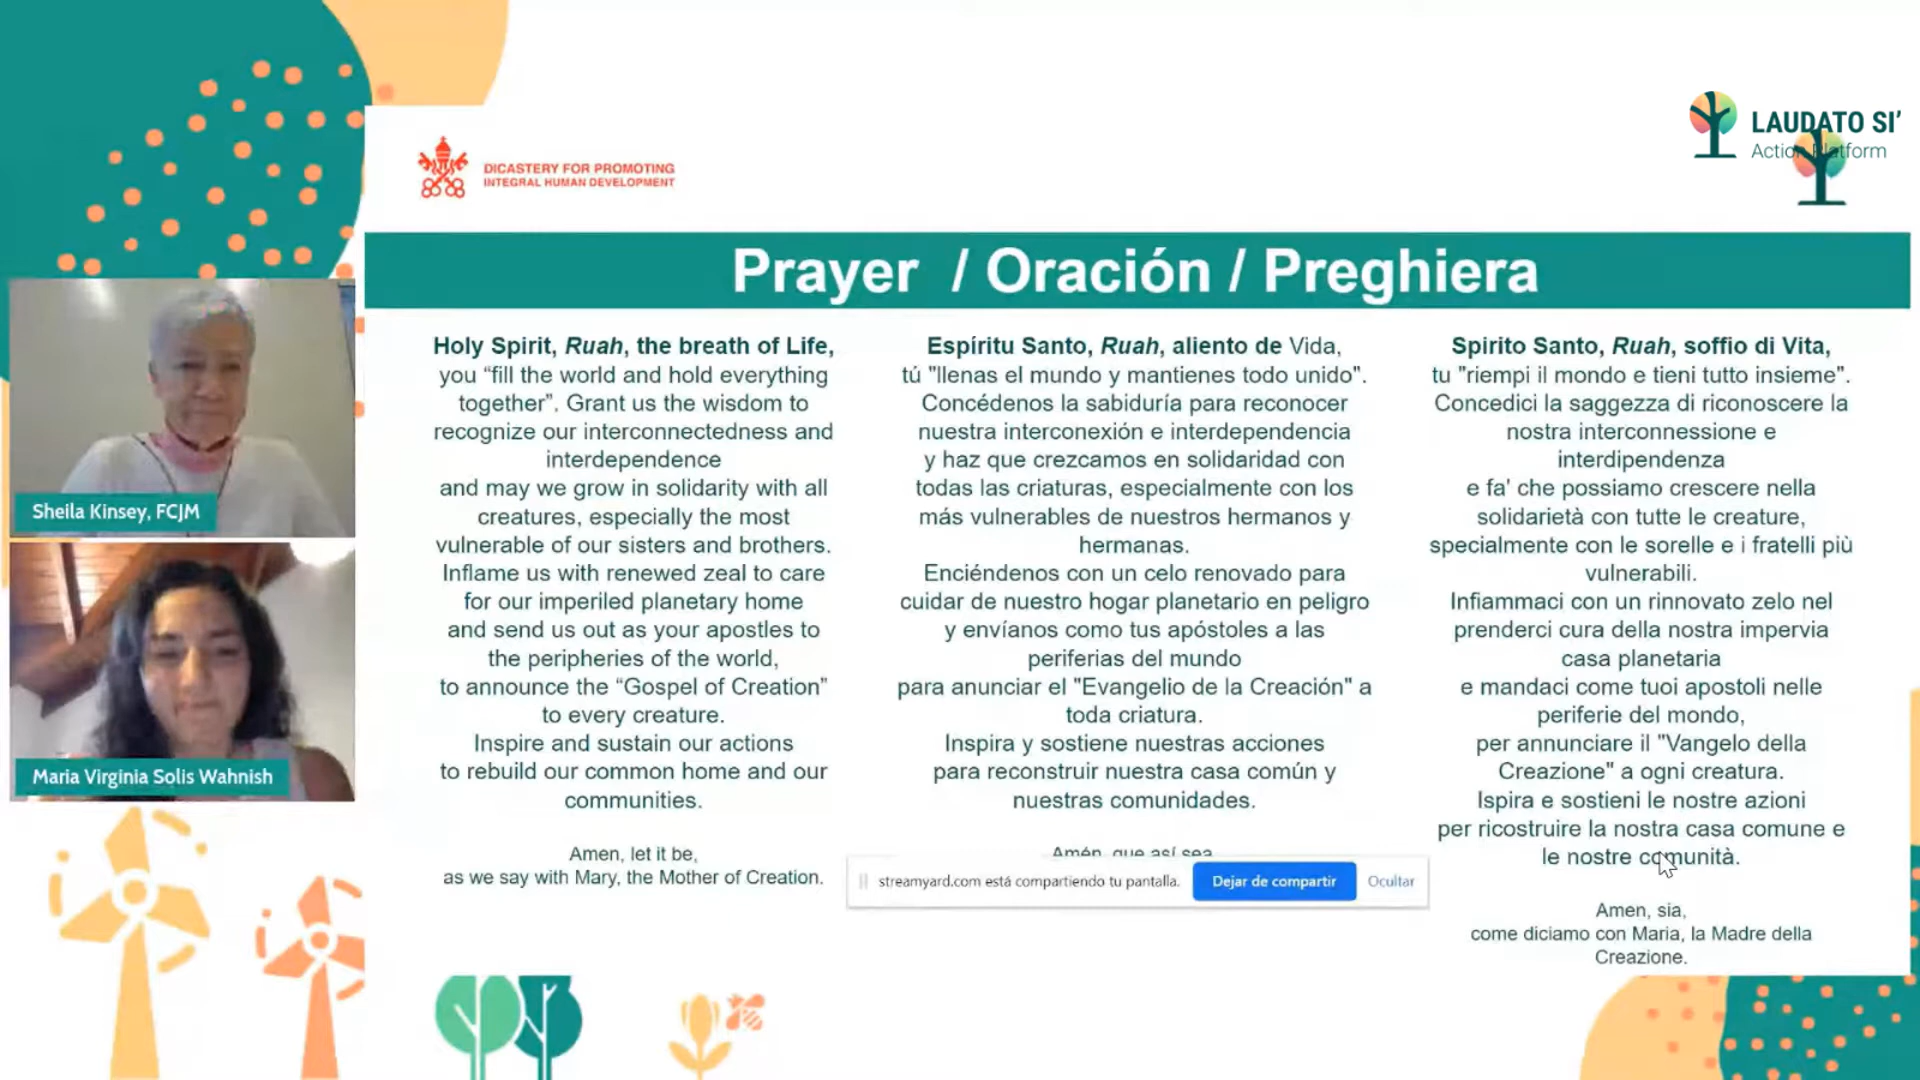 LAUDATO SI'
Action Platform
DICASTERY FOR PROMOTING
INTEGRAL HUMAN DEVELOPMENT
Prayer / Oración / Preghiera
Holy Spirit, Ruah, the breath of Life,
you “fill the world and hold everything
together”. Grant us the wisdom to
recognize our interconnectedness and
interdependence
and may we grow in solidarity with all
creatures, especially the most
vulnerable of our sisters and brothers.
Inflame us with renewed zeal to care
for our imperiled planetary home
and send us out as your apostles to
the peripheries of the world,
to announce the “Gospel of Creation”
to every creature.
Inspire and sustain our actions
to rebuild our common home and our
communities.
Amen, let it be,
as we say with Mary, the Mother of Creation.
Espíritu Santo, Ruah, aliento de Vida,
tú "llenas el mundo y mantienes todo unido".
Concédenos la sabiduría para reconocer
nuestra interconexión e interdependencia
y haz que crezcamos en solidaridad con
todas las criaturas, especialmente con los
más vulnerables de nuestros hermanos y
hermanas.
Enciéndenos con un celo renovado para
cuidar de nuestro hogar planetario en peligro
y envíanos como tus apóstoles a las
periferias del mundo
para anunciar el "Evangelio de la Creación" a
toda criatura.
Inspira y sostiene nuestras acciones
para reconstruir nuestra casa común y
nuestras comunidades.
Amén, que así sea
Spirito Santo, Ruah, soffio di Vita,
tu "riempi il mondo e tieni tutto insieme".
Concedici la saggezza di riconoscere la
nostra interconnessione e
interdipendenza
e fa' che possiamo crescere nella
solidarietà con tutte le creature,
specialmente con le sorelle e i fratelli più
vulnerabili.
Infiammaci con un rinnovato zelo nel
prenderci cura della nostra impervia
casa planetaria
e mandaci come tuoi apostoli nelle
periferie del mondo,
per annunciare il "Vangelo della
Creazione" a ogni creatura.
Ispira e sostieni le nostre azioni
per ricostruire la nostra casa comune e
le nostre comunità.
Amen, sia,
come diciamo con Maria, la Madre della
Creazione.
Sheila Kinsey, FCJM
Maria Virginia Solis Wahnish
streamyard.com está compartiendo tu pantalla.
Dejar de compartir
Ocultar